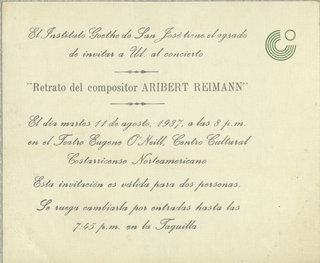 El Instituto Goethe de San José tiene el agrado
de invitar a Ud. al concierto
"Retrato del compositor ARIBERT REIMANN"
El día martes 11 de agosto, 1987, a las 8 p.m.
en el Teatro Eugene O'Neill, Centro Cultural
Costarricense Norteamericano
Esta invitación es válida para dos personas.
Se ruega cambiarla por entradas hasta las
7:45 p.m. en la Taquilla